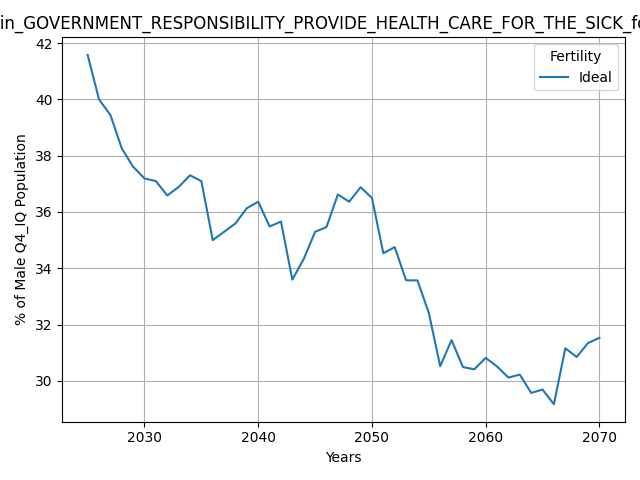 in_GOVERNMENT_RESPONSIBILITY_PROVIDE_HEALTH_CARE_FOR_THE_SICK_fo
42
40
38
36
34
32
30
% of Male Q4_IQ Population
Fertility
Ideal
2030 2040 2050 2060 2070
Years